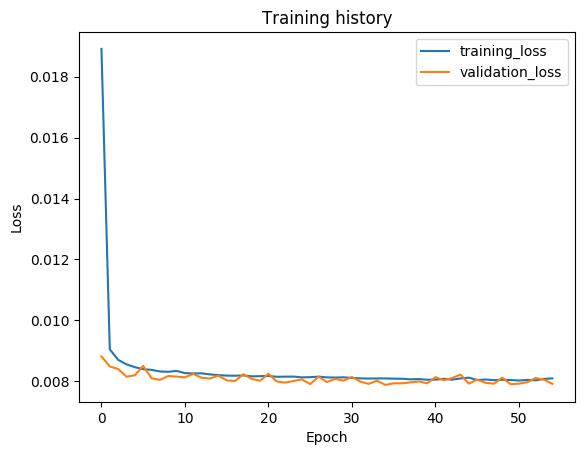 Training history
training_loss
validation_loss
0.018
0.016
0.014
0.012
0.010
0.008
Loss
0 10 20 30 40 50
Epoch